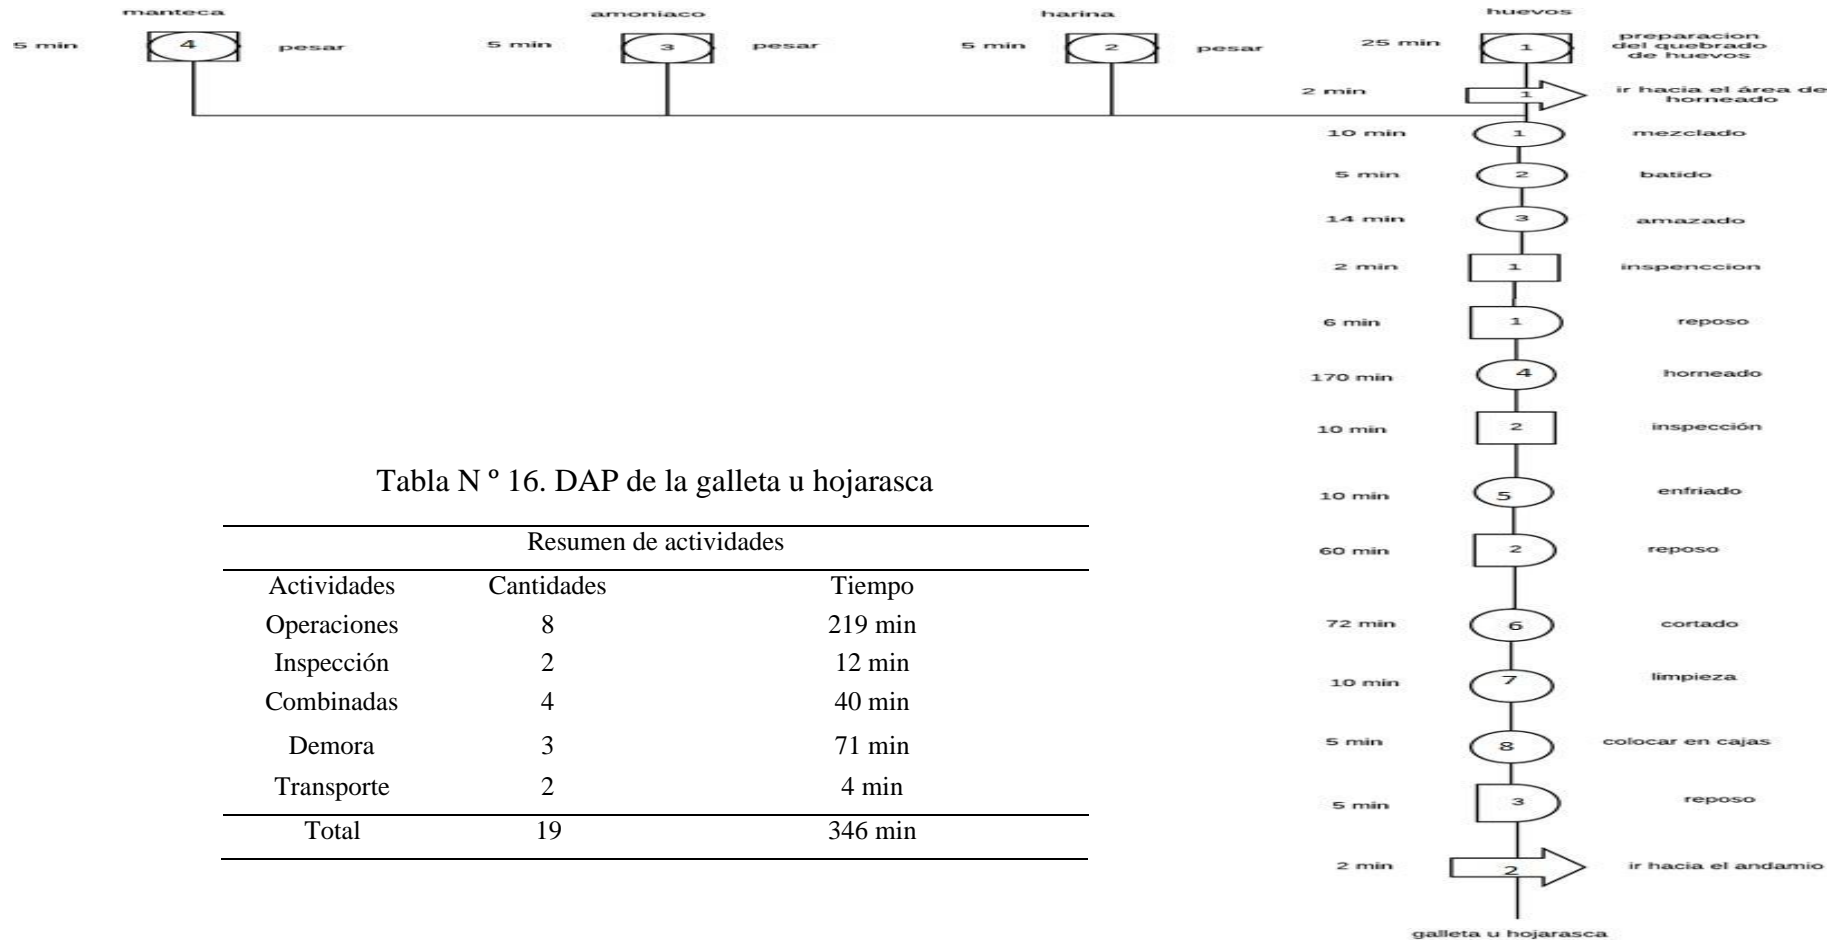 manteca
amoniaco
harina
huevos
5 min 4 pesar
5 min 3 pesar
5 min 2 pesar
25 min 1 preparacion
del quebrado
de huevos
2 min 1 ir hacia el área de
horneado
10 min 1 mezclado
5 min 2 batido
14 min 3 amazado
2 min 1 inspenccion
6 min 1 reposo
170 min 4 horneado
10 min 2 inspección
10 min 5 enfriado
60 min 2 reposo
72 min 6 cortado
10 min 7 limpieza
5 min 8 colocar en cajas
5 min 3 reposo
2 min 2 ir hacia el andamio
galleta u hojarasca
Tabla N º 16. DAP de la galleta u hojarasca
Resumen de actividades
Actividades Cantidades Tiempo
Operaciones 8 219 min
Inspección 2 12 min
Combinadas 4 40 min
Demora 3 71 min
Transporte 2 4 min
Total 19 346 min